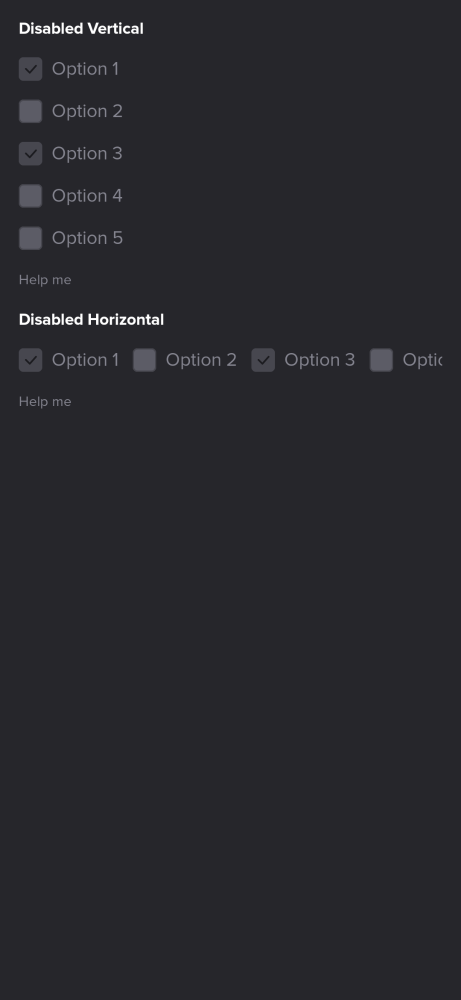 Disabled Vertical
Option 1
Option 2
Option 3
Option 4
Option 5
Help me
Disabled Horizontal
Option 1 Option 2 Option 3
Help me